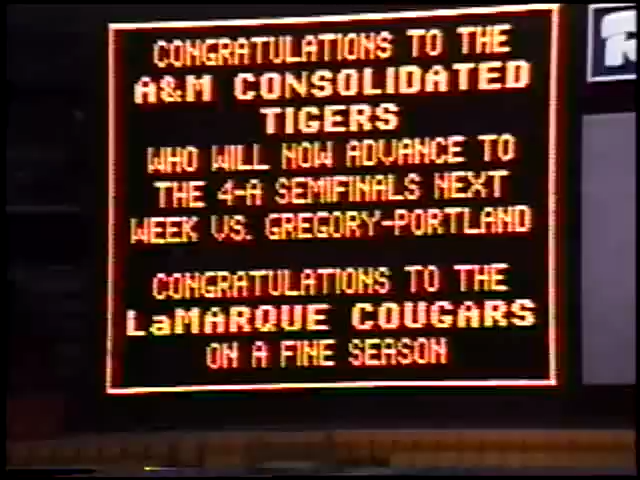 CONGRATULATIONS TO THE
A&M CONSOLIDATED
TIGERS
WHO WILL NOW ADVANCE TO
THE 4-A SEMIFINALS NEXT
WEEK VS. GREGORY-PORTLAND
CONGRATULATIONS TO THE
LaMARQUE COUGARS
ON A FINE SEASON